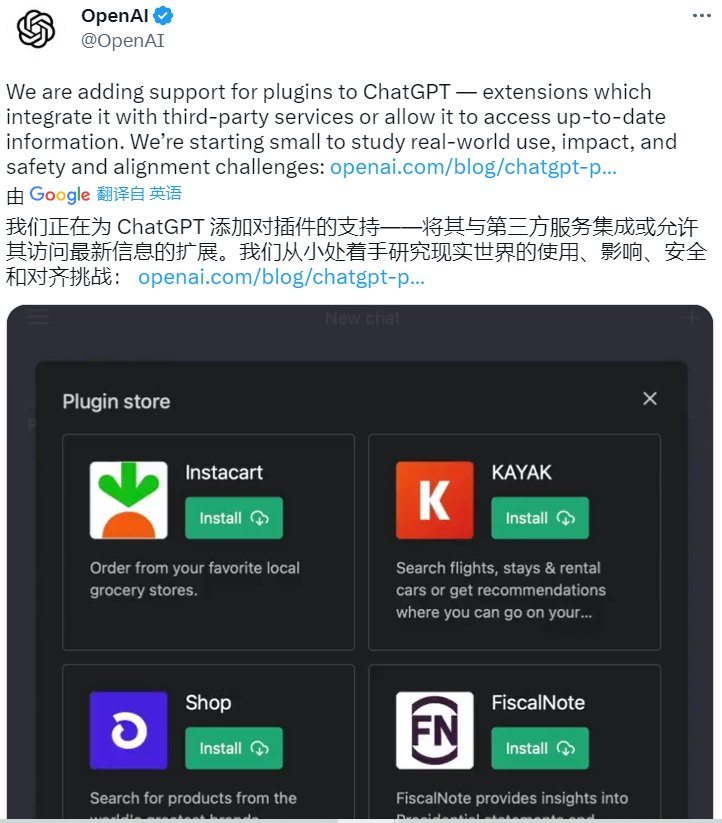 OpenAI
@OpenAI
We are adding support for plugins to ChatGPT — extensions which
integrate it with third-party services or allow it to access up-to-date
information. We’re starting small to study real-world use, impact, and
safety and alignment challenges: openai.com/blog/chatgpt-p...
由 Google 翻译自 英语
我们正在为 ChatGPT 添加对插件的支持——将其与第三方服务集成或允许
其访问最新信息的扩展。我们从小处着手研究现实世界的使用、影响、安全
和对齐挑战： openai.com/blog/chatgpt-p...
New chat
Plugin store
Instacart
Install
Order from your favorite local
grocery stores.
KAYAK
Install
Search flights, stays & rental
cars or get recommendations
where you can go on your...
Shop
Install
Search for products from the
world's greatest brands
FiscalNote
FN
Install
FiscalNote provides insights into
Presidential statements and